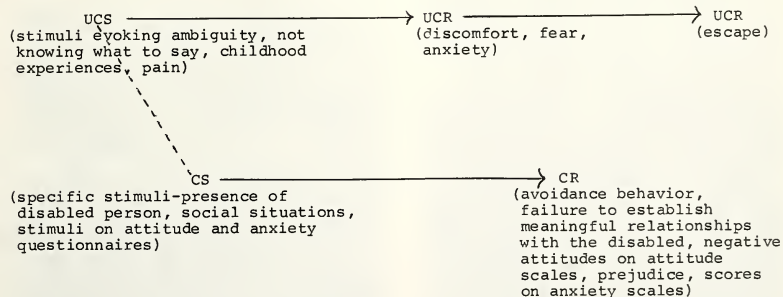 UCS UCR UCR
(stimuli evoking ambiguity, not (discomfort, fear, (escape)
knowing what to say, childhood anxiety)
experiences, pain)
CS CR
(specific stimuli-presence of (avoidance behavior,
disabled person, social situations, failure to establish
stimuli on attitude and anxiety meaningful relationships
questionnaires) with the disabled, negative
attitudes on attitude
scales, prejudice, scores
on anxiety scales)